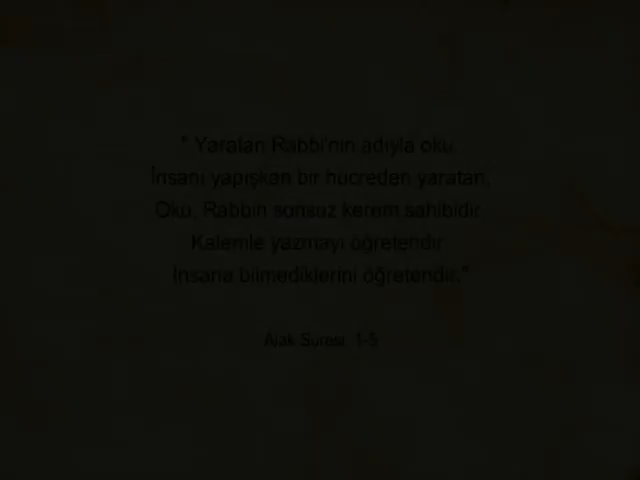 " Yaratan Rabbi'nin adıyla oku.
İnsanı yapışkan bir hücreden yaratan,
Oku, Rabbin sonsuz kerem sahibidir.
Kalemle yazmayı öğretendir.
İnsana bilmediklerini öğretendir."
Alak Suresi, 1-5